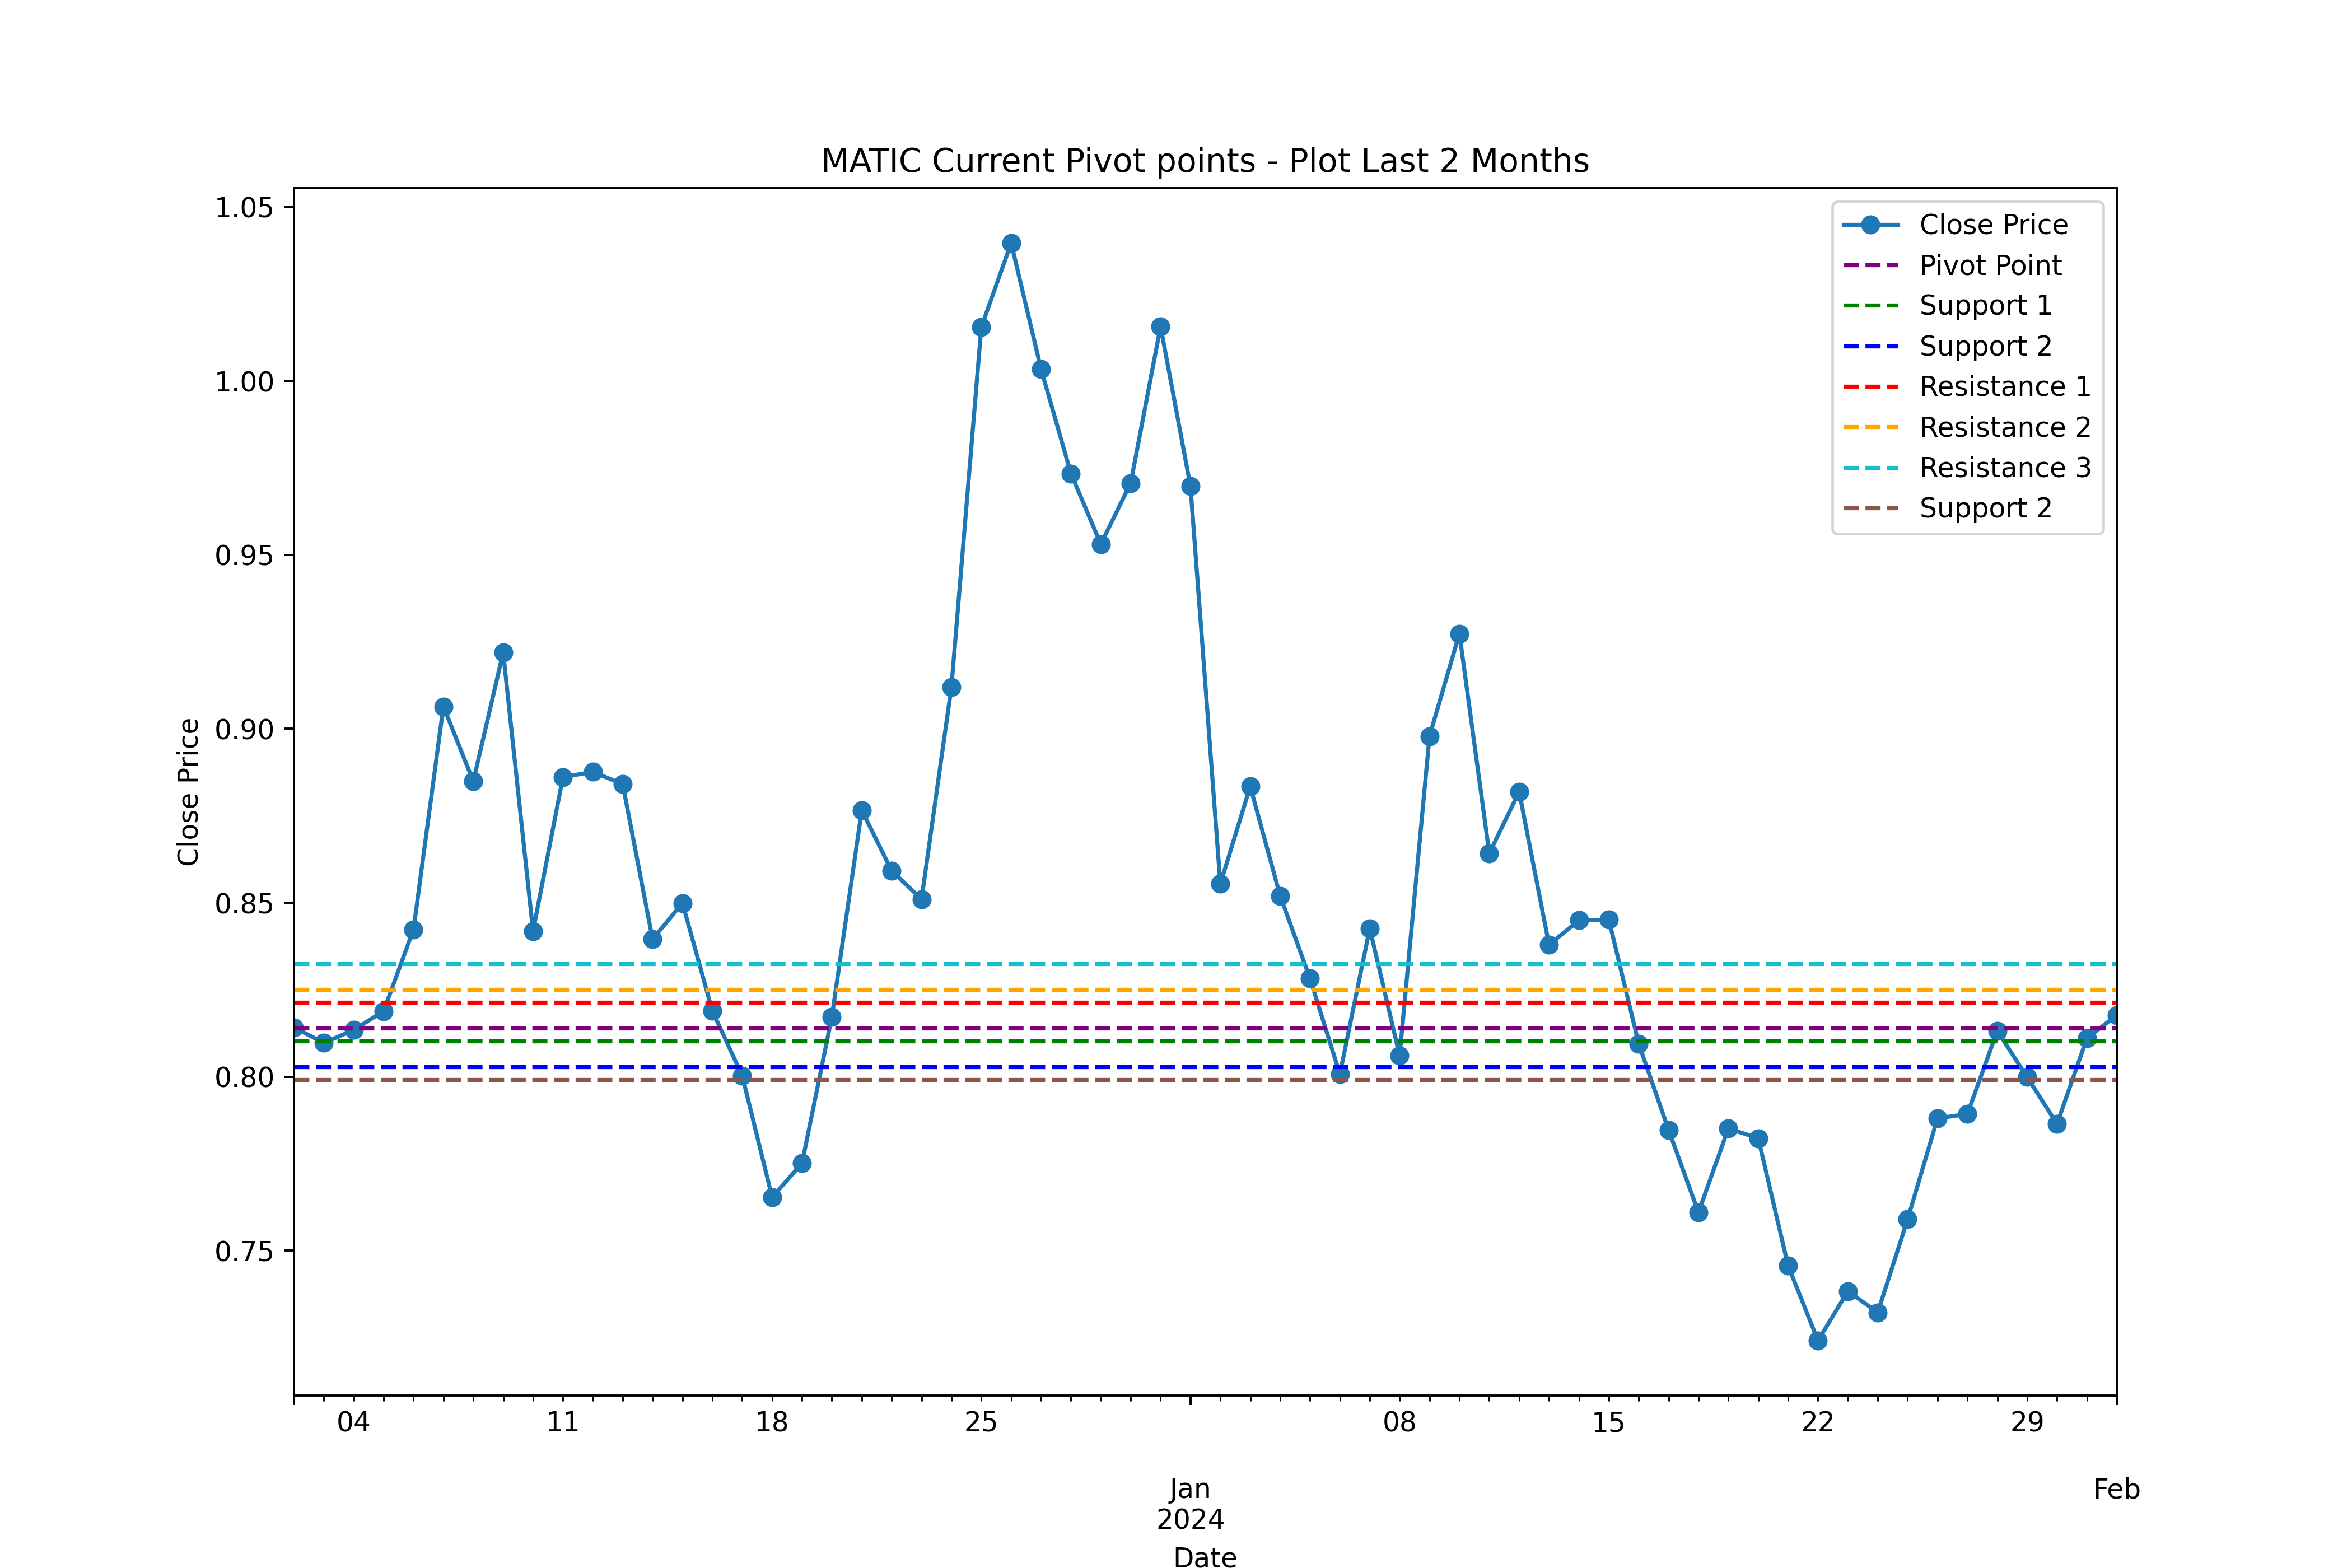 MATIC Current Pivot points - Plot Last 2 Months
1.05
1.00
0.95
0.90
0.85
0.80
0.75
Close Price
Close Price
Pivot Point
Support 1
Support 2
Resistance 1
Resistance 2
Resistance 3
Support 2
04 11 18 25 08 15 22 29
Jan Feb
2024
Date